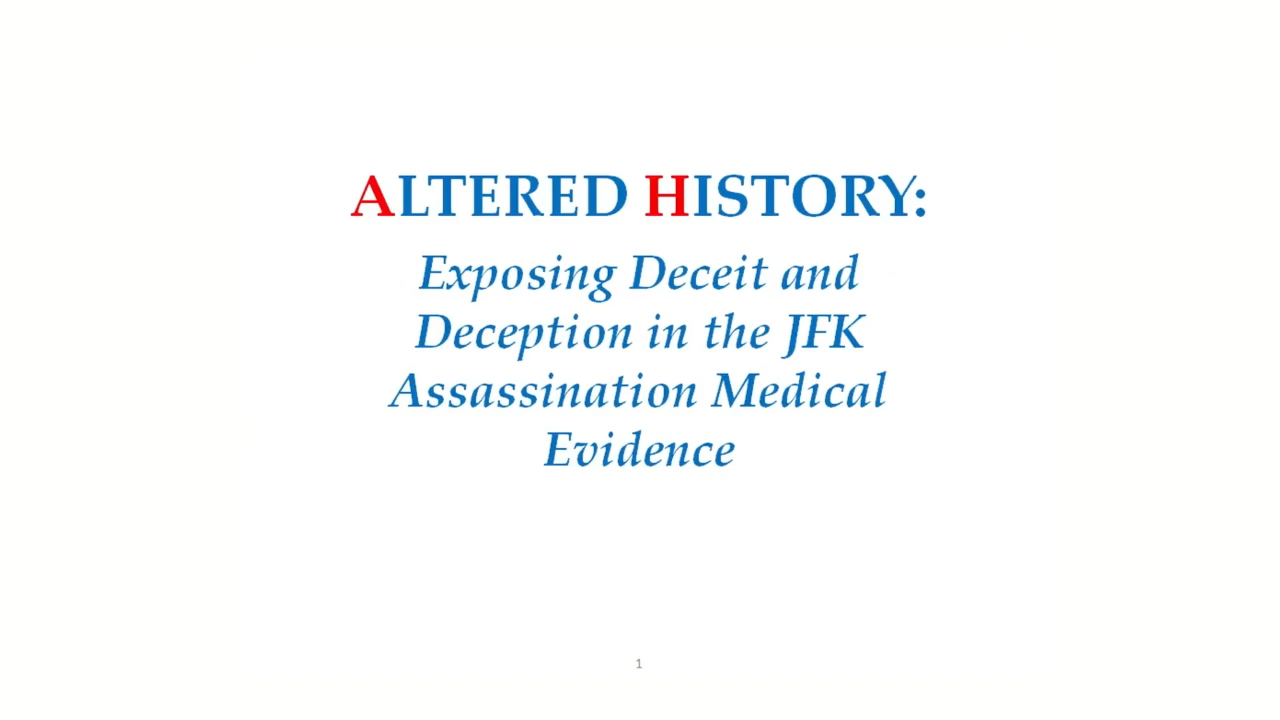 ALTERED HISTORY:
Exposing Deceit and
Deception in the JFK
Assassination Medical
Evidence
1